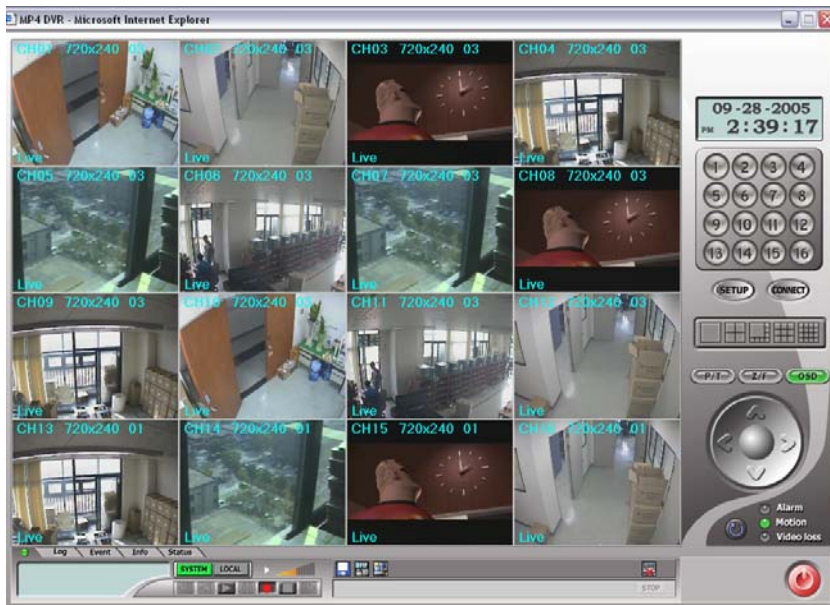 MP4 DVR - Microsoft Internet Explorer
CH01 720x240 03
CH02 720x240 03
CH03 720x240 03
CH04 720x240 03
Live
Live
Live
Live
CH05 720x240 03
CH06 720x240 03
CH07 720x240 03
CH08 720x240 03
Live
Live
Live
Live
CH09 720x240 03
CH10 720x240 03
CH11 720x240 03
CH12 720x240 03
Live
Live
Live
Live
CH13 720x240 01
CH14 720x240 01
CH15 720x240 01
CH16 720x240 01
Live
Live
Live
Live
09-28-2005
PM 2:39:17
1 2 3 4
5 6 7 8
9 10 11 12
13 14 15 16
SETUP CONNECT
P/T Z/F OSD
Alarm
Motion
Video loss
Log Event Info Status
SYSTEM LOCAL
STOP